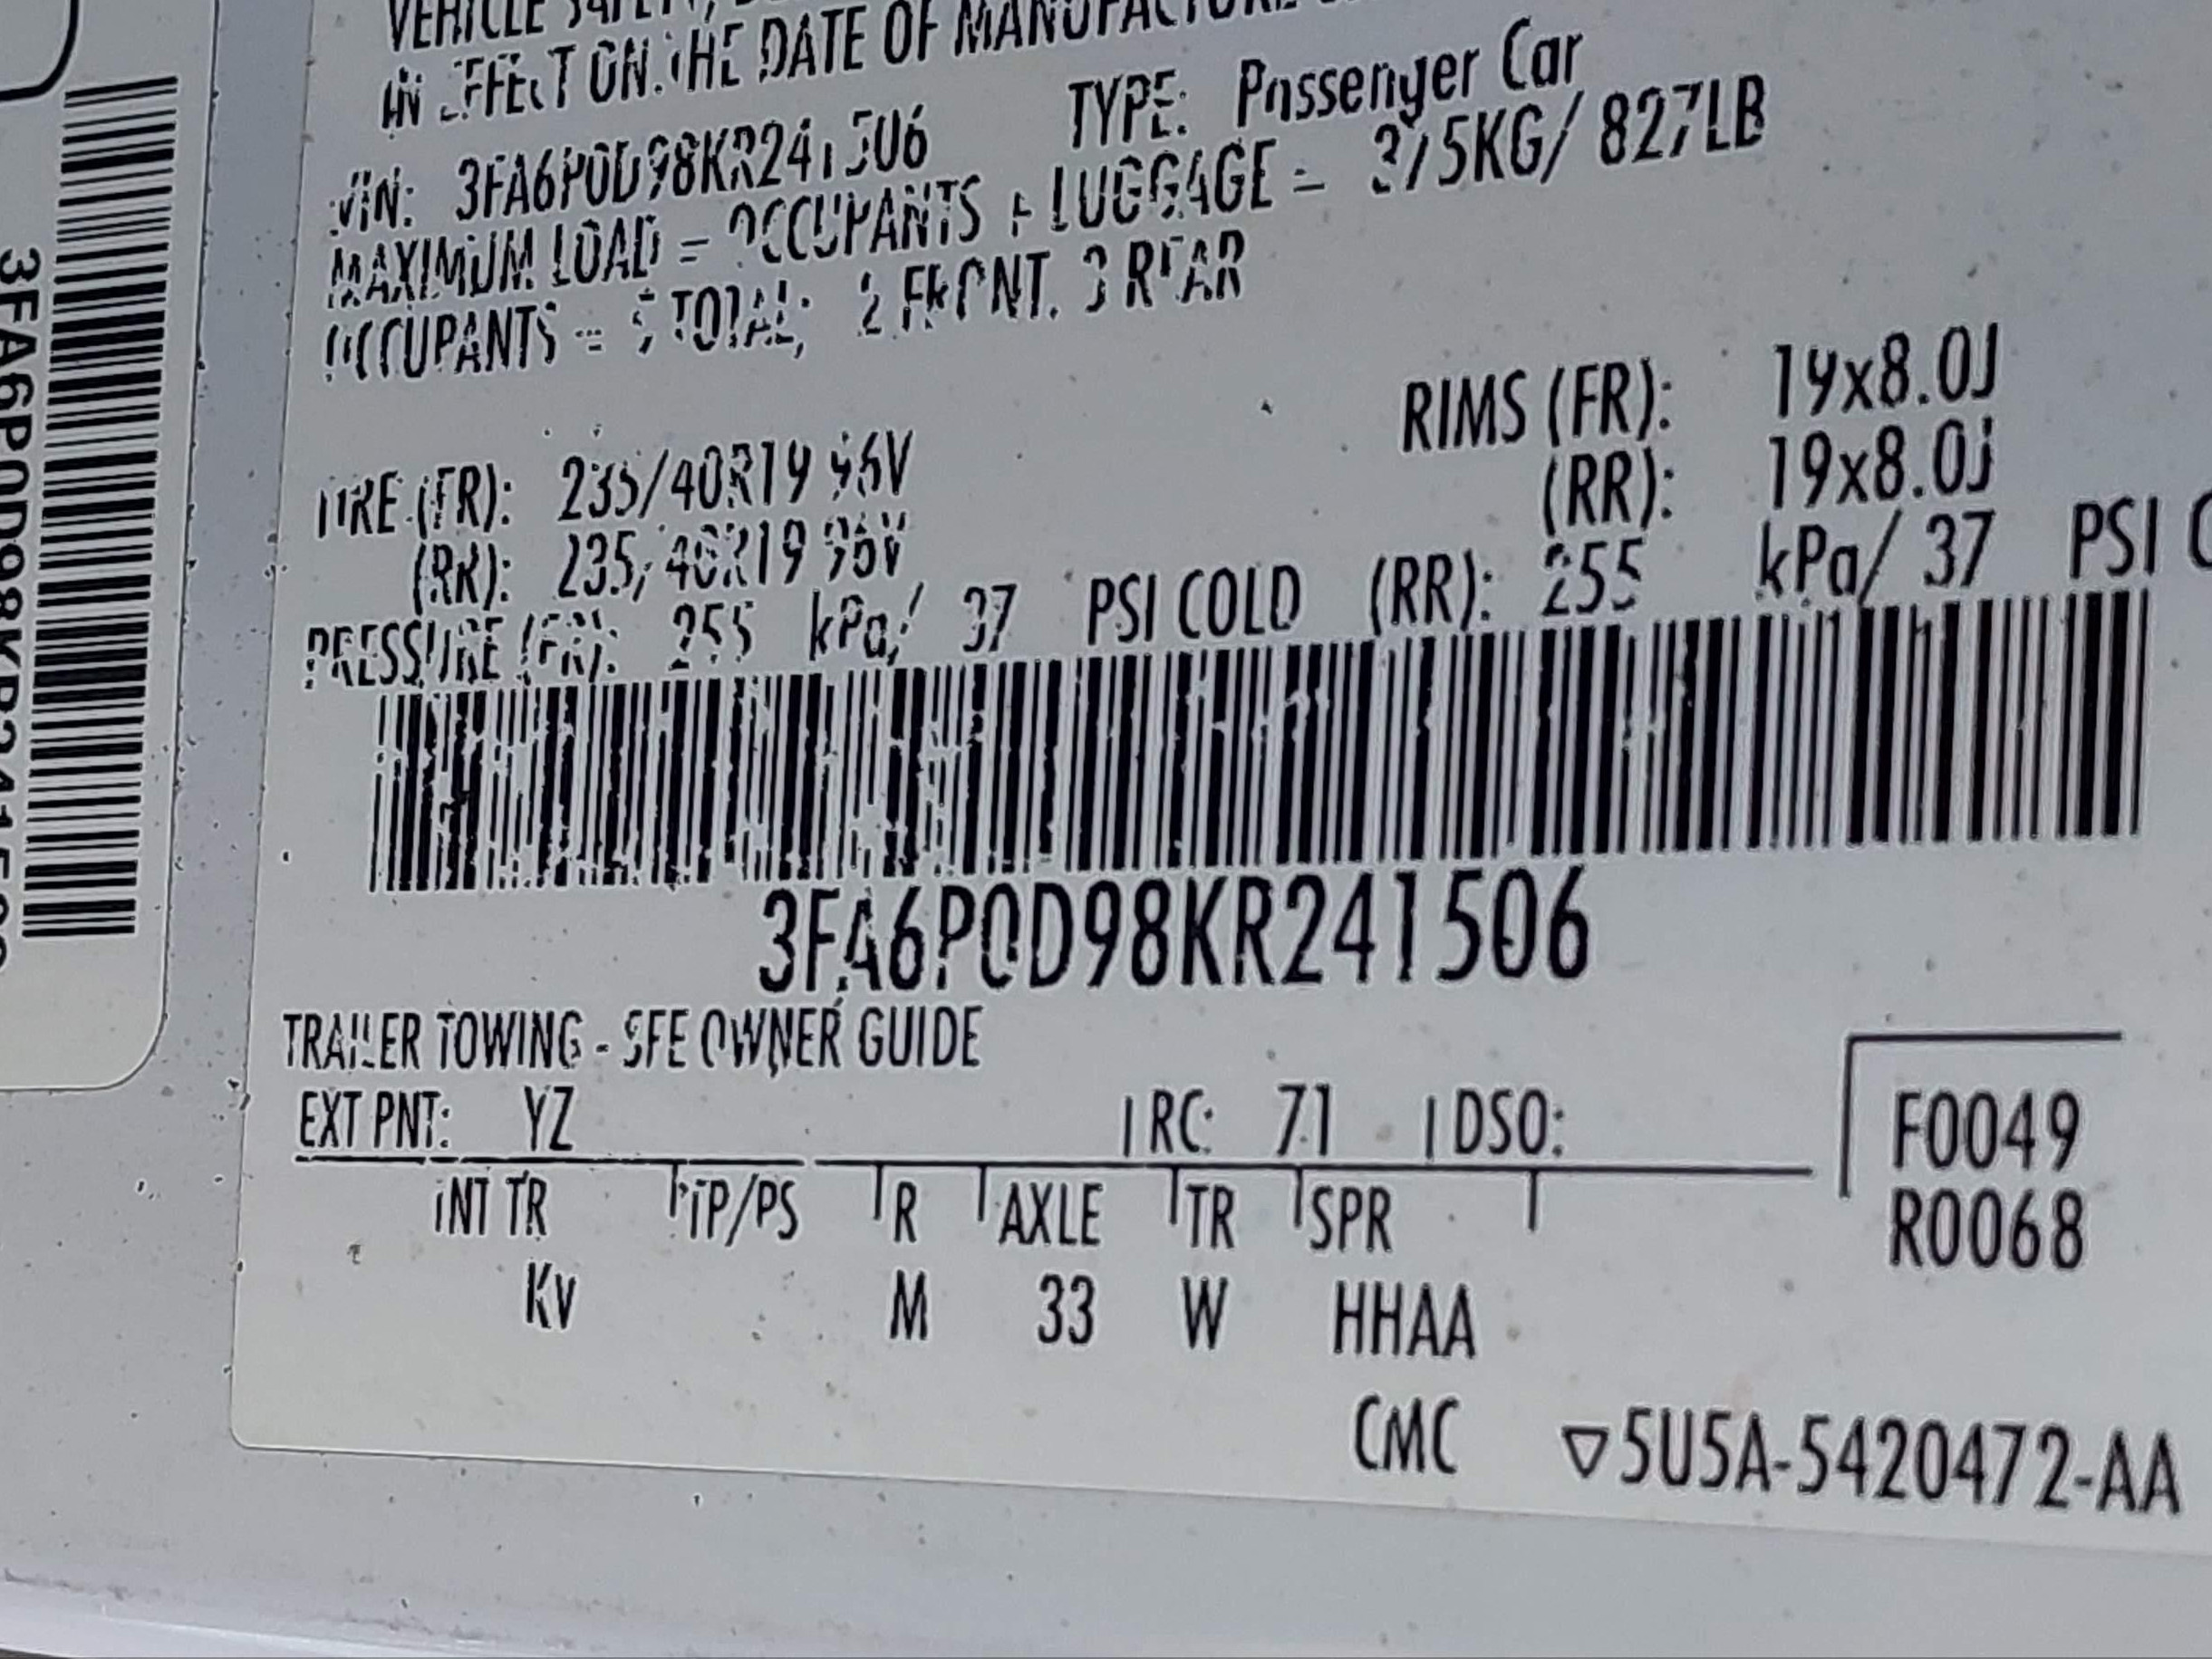 VEHICLE SAFETY,
IN EFFECT ON THE DATE OF MANUFACTURE
VIN: 3FA6P0D98KR241506 TYPE: Passenger Car
MAXIMUM LOAD = OCCUPANTS + LUGGAGE = 375KG/ 827LB
OCCUPANTS = 5 TOTAL; 2 FRONT, 3 REAR
TIRE (FR): 235/40R19 96V RIMS (FR): 19x8.0J
(RR): 235/40R19 96V (RR): 19x8.0J
PRESSURE (FR): 255 kPa/ 37 PSI COLD (RR): 255 kPa/ 37 PSI
3FA6P0D98KR241506
TRAILER TOWING - SEE OWNER GUIDE
EXT PNT: YZ RC: 71 DSO:
INT TR TP/PS R AXLE TR SPR
KV M 33 W HHAA
F0049
R0068
CMC ▽5U5A-5420472-AA
3FA6P0D98KR241506